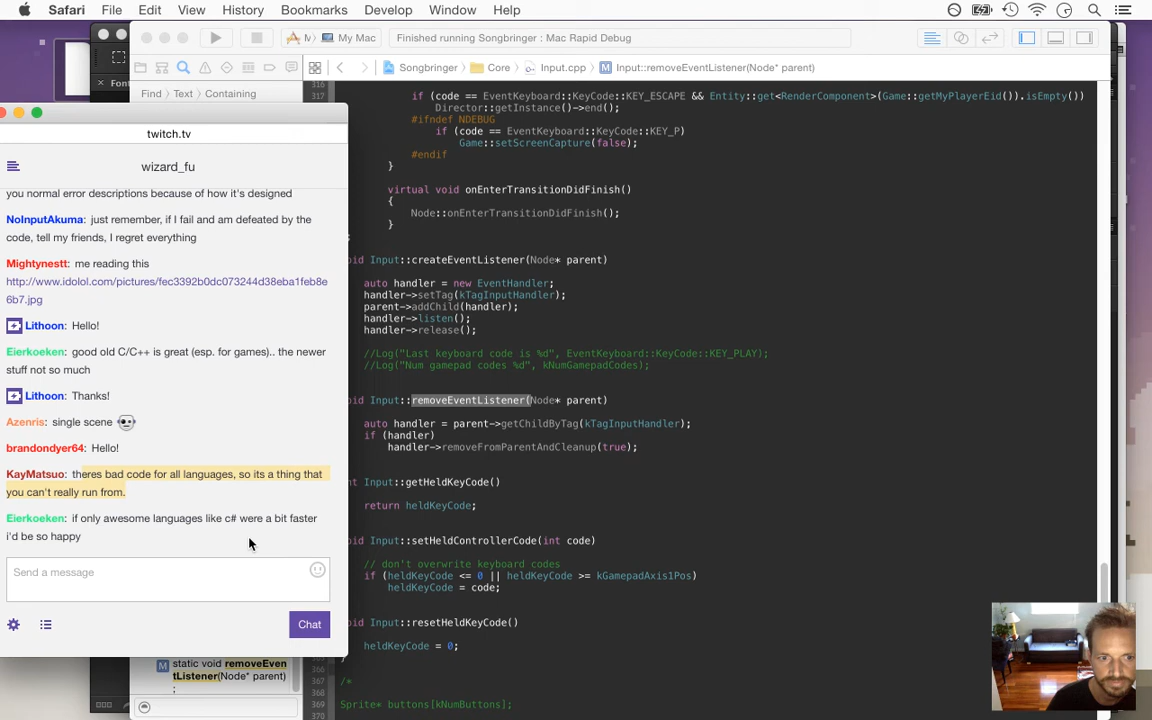 Safari File Edit View History Bookmarks Develop Window Help
My Mac
Finished running Songbringer : Mac Rapid Debug
Songbringer Core Input.cpp M Input::removeEventListener(Node* parent)
Find Text Containing
Font
twitch.tv
wizard_fu
you normal error descriptions because of how it's designed
NoInputAkuma: just remember, if I fail and am defeated by the
code, tell my friends, I regret everything
Mightynestt: me reading this
http://www.idolol.com/pictures/fec3392b0dc073244d38eba1feb8e
6b7.jpg
Lithoon: Hello!
Eierkoeken: good old C/C++ is great (esp. for games).. the newer
stuff not so much
Lithoon: Thanks!
Azenris: single scene
brandondyer64: Hello!
KayMatsuo: theres bad code for all languages, so its a thing that
you can't really run from.
Eierkoeken: if only awesome languages like c# were a bit faster
i'd be so happy
Send a message
Chat
M static void removeEven
tListener(Node* parent)
;
316
317 if (code == EventKeyboard::KeyCode::KEY_ESCAPE && Entity::get<RenderComponent>(Game::getMyPlayerEid()).isEmpty())
Director::getInstance()->end();
#ifndef NDEBUG
if (code == EventKeyboard::KeyCode::KEY_P)
Game::setScreenCapture(false);
#endif
}
virtual void onEnterTransitionDidFinish()
{
Node::onEnterTransitionDidFinish();
}
;
oid Input::createEventListener(Node* parent)
auto handler = new EventHandler;
handler->setTag(kTagInputHandler);
parent->addChild(handler);
handler->listen();
handler->release();
//Log("Last keyboard code is %d", EventKeyboard::KeyCode::KEY_PLAY);
//Log("Num gamepad codes %d", kNumGamepadCodes);
oid Input::removeEventListener(Node* parent)
auto handler = parent->getChildByTag(kTagInputHandler);
if (handler)
handler->removeFromParentAndCleanup(true);
nt Input::getHeldKeyCode()
return heldKeyCode;
oid Input::setHeldControllerCode(int code)
// don't overwrite keyboard codes
if (heldKeyCode <= 0 || heldKeyCode >= kGamepadAxis1Pos)
heldKeyCode = code;
oid Input::resetHeldKeyCode()
heldKeyCode = 0;
}
367 /*
368
369 Sprite* buttons[kNumButtons];
370